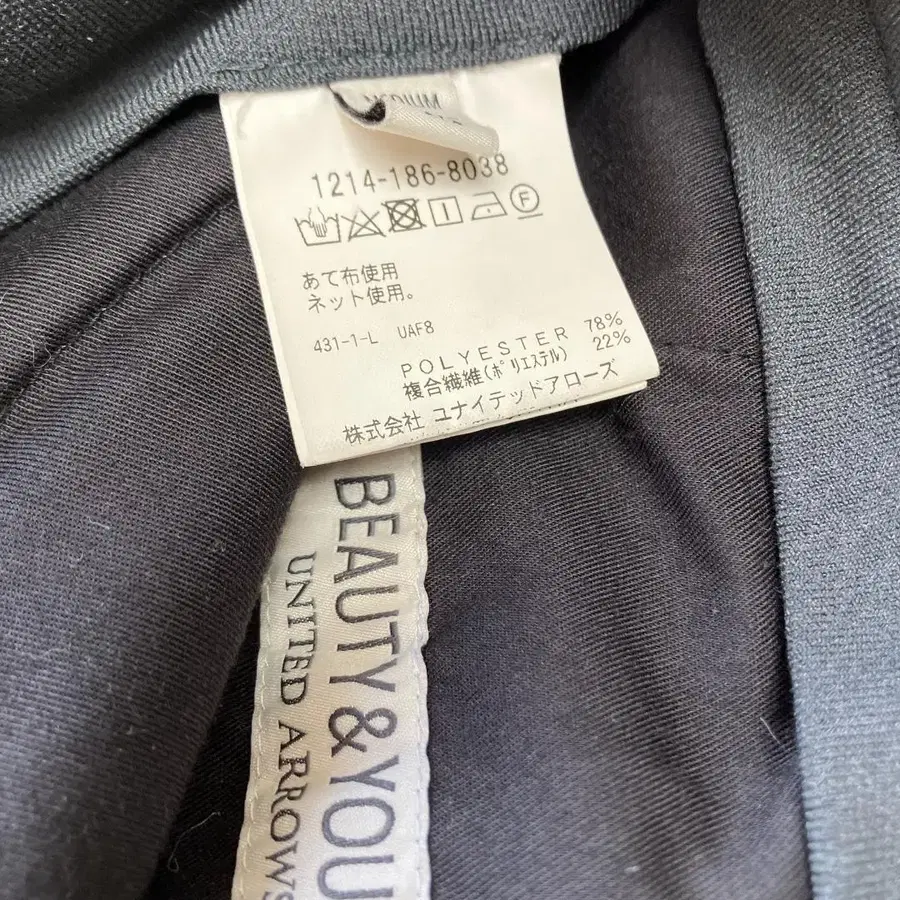 MEDIUM
1214-186-8038
F
あて布使用
ネット使用。
431-1-L UAF8
POLYESTER 78%
複合繊維(ポリエステル) 22%
株式会社 ユナイテッドアローズ
BEAUTY & YOU
UNITED ARROWS